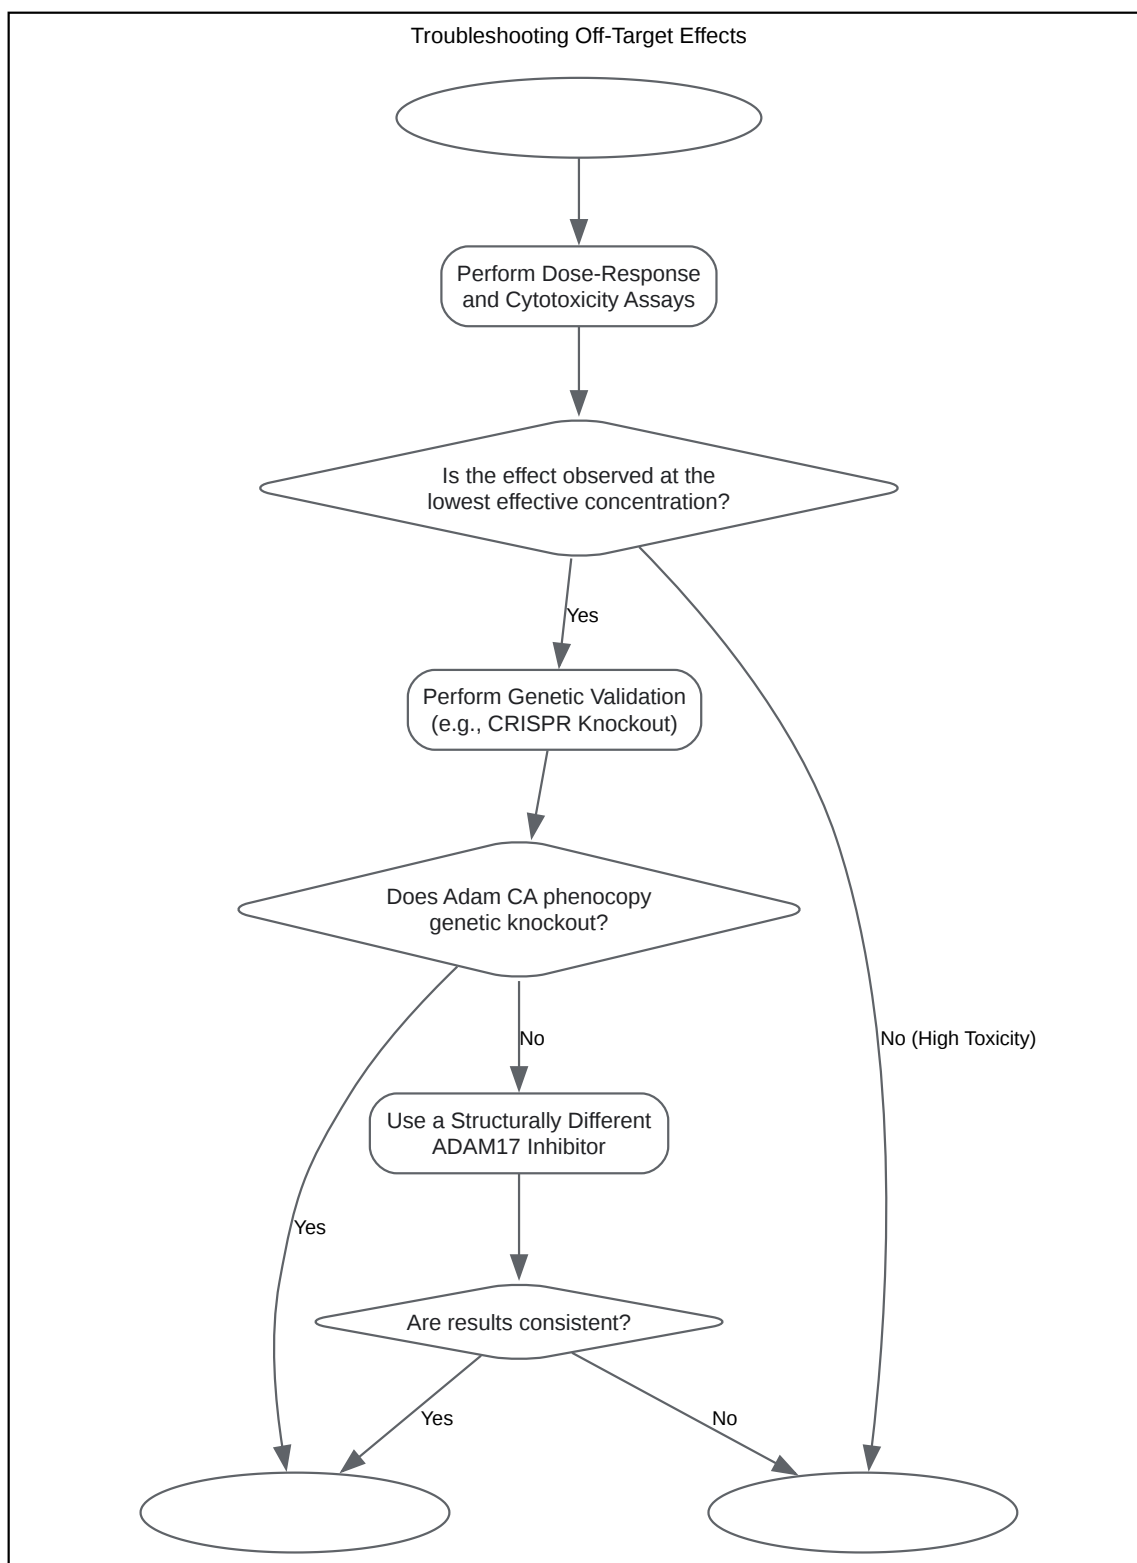 Troubleshooting Off-Target Effects
Perform Dose-Response
and Cytotoxicity Assays
Is the effect observed at the
lowest effective concentration?
Yes
Perform Genetic Validation
(e.g., CRISPR Knockout)
Does Adam CA phenocopy
genetic knockout?
No
No (High Toxicity)
Use a Structurally Different
ADAM17 Inhibitor
Yes
Are results consistent?
Yes
No